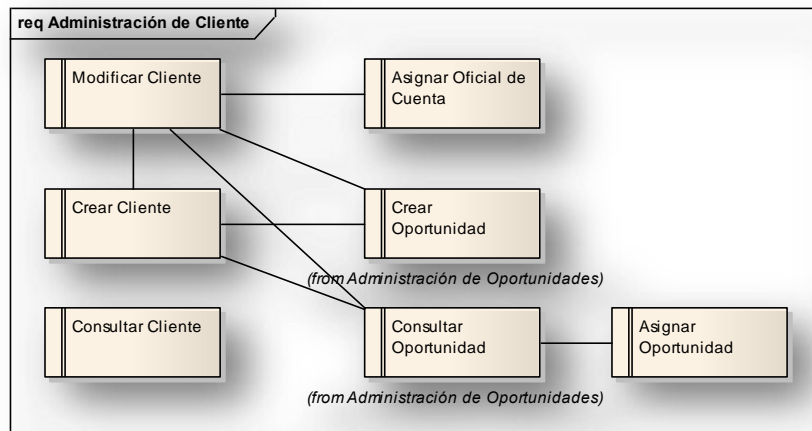 req Administración de Cliente
Modificar Cliente
Asignar Oficial de
Cuenta
Crear Cliente
Crear
Oportunidad
(from Administración de Oportunidades)
Consultar Cliente
Consultar
Oportunidad
Asignar
Oportunidad
(from Administración de Oportunidades)